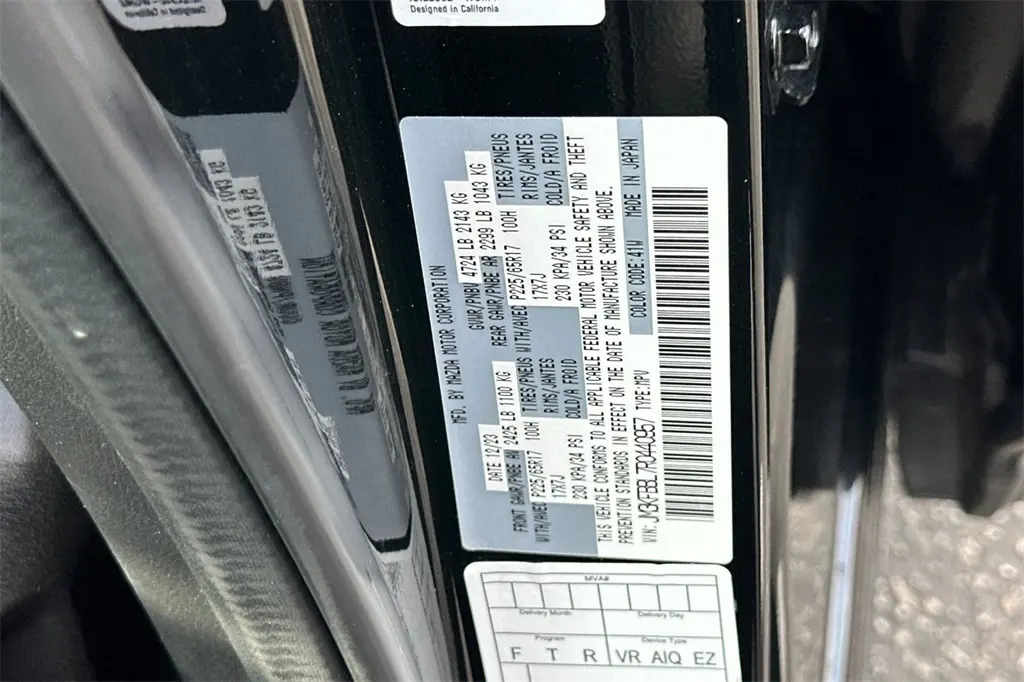 Designed in California
MFD. BY MAZDA MOTOR CORPORATION
DATE 12/23 GVWR/PNBV 4724 LB 2143 KG
FRONT GAWR/PNBE AV 2425 LB 1100 KG REAR GAWR/PNBE AR 2299 LB 1043 KG
WITH/AVEC P225/65R17 100H TIRES/PNEUS WITH/AVEC P225/65R17 100H TIRES/PNEUS
17X7J RIMS/JANTES 17X7J RIMS/JANTES
230 KPA/34 PSI COLD/A FROID 230 KPA/34 PSI COLD/A FROID
THIS VEHICLE CONFORMS TO ALL APPLICABLE FEDERAL MOTOR VEHICLE SAFETY AND THEFT
PREVENTION STANDARDS IN EFFECT ON THE DATE OF MANUFACTURE SHOWN ABOVE.
VIN: JM3KFBBL7R0440957 TYPE:MPV COLOR CODE:41W MADE IN JAPAN
MVA#
Delivery Month Delivery Day
Program Device Type
F T R VR AIQ EZ